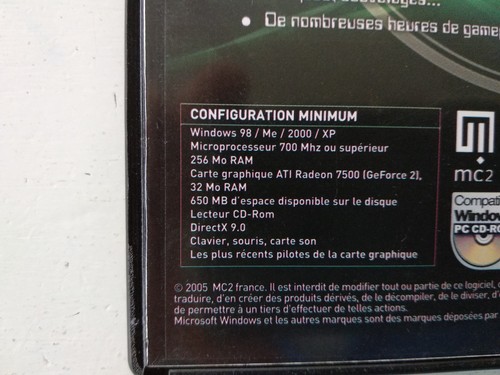 • De nombreuses heures de gamep
CONFIGURATION MINIMUM
Windows 98 / Me / 2000 / XP
Microprocesseur 700 Mhz ou supérieur
256 Mo RAM
Carte graphique ATI Radeon 7500 (GeForce 2),
32 Mo RAM
650 MB d'espace disponible sur le disque
Lecteur CD-Rom
DirectX 9.0
Clavier, souris, carte son
Les plus récents pilotes de la carte graphique
mc2
Compati
Window
PC CD-RO
© 2005 MC2 france. Il est interdit de modifier tout ou partie de ce logiciel,
traduire, d'en créer des produits dérivés, de le décompiler, de le diviser,
de permettre à un tiers d'effectuer de telles actions.
Microsoft Windows et les autres marques sont des marques déposées par